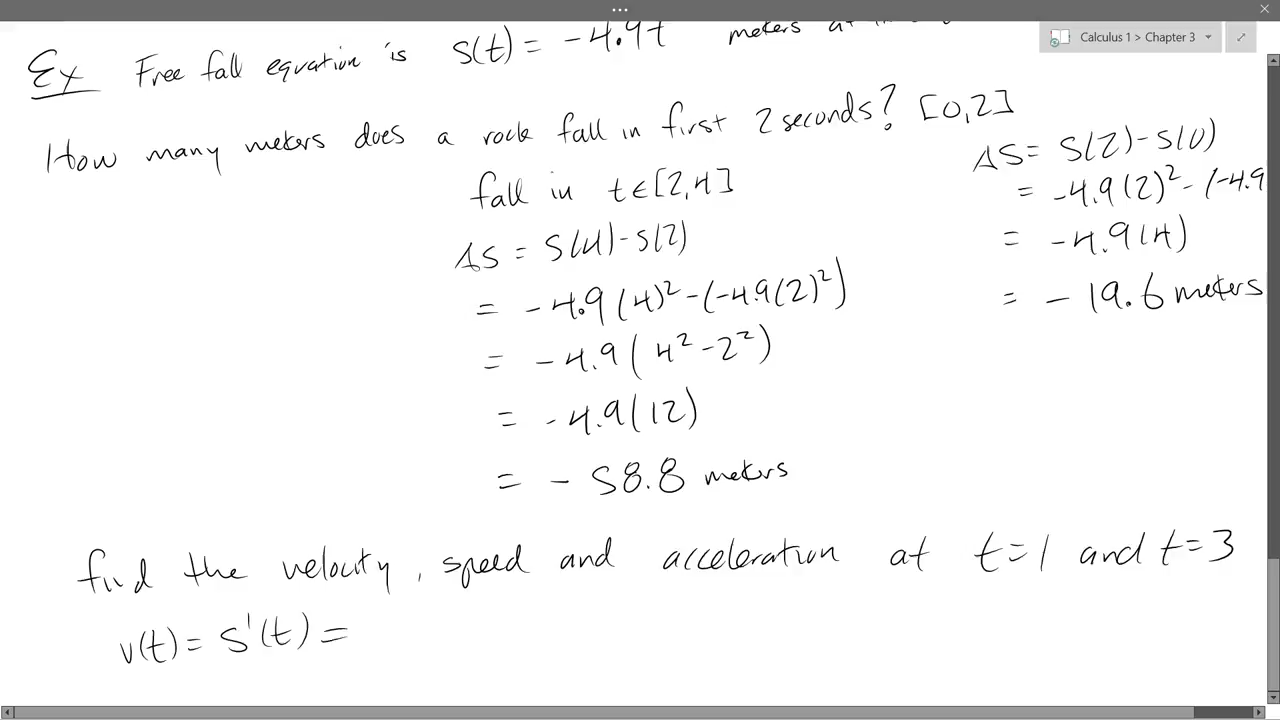 Calculus 1 > Chapter 3
Ex Free fall equation is S(t) = -4.9t meters at
How many meters does a rock fall in first 2 seconds? [0,2]
fall in t∈[2,4]
ΔS = S(4)-S(2)
= -4.9(4)² -(-4.9(2)²)
= -4.9(4²-2²)
= -4.9(12)
= -58.8 meters
ΔS = S(2)-S(0)
= -4.9(2)² - (-4.9
= -4.9(4)
= -19.6 meters
find the velocity, speed and acceleration at t=1 and t=3
v(t) = S'(t) =